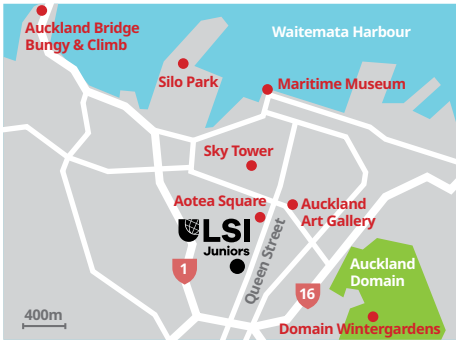 Auckland Bridge
Bungy & Climb
Waitemata Harbour
Silo Park
Maritime Museum
Sky Tower
Aotea Square
Auckland
Art Gallery
LSI
Juniors
Queen Street
1
16
Auckland
Domain
400m
Domain Wintergardens